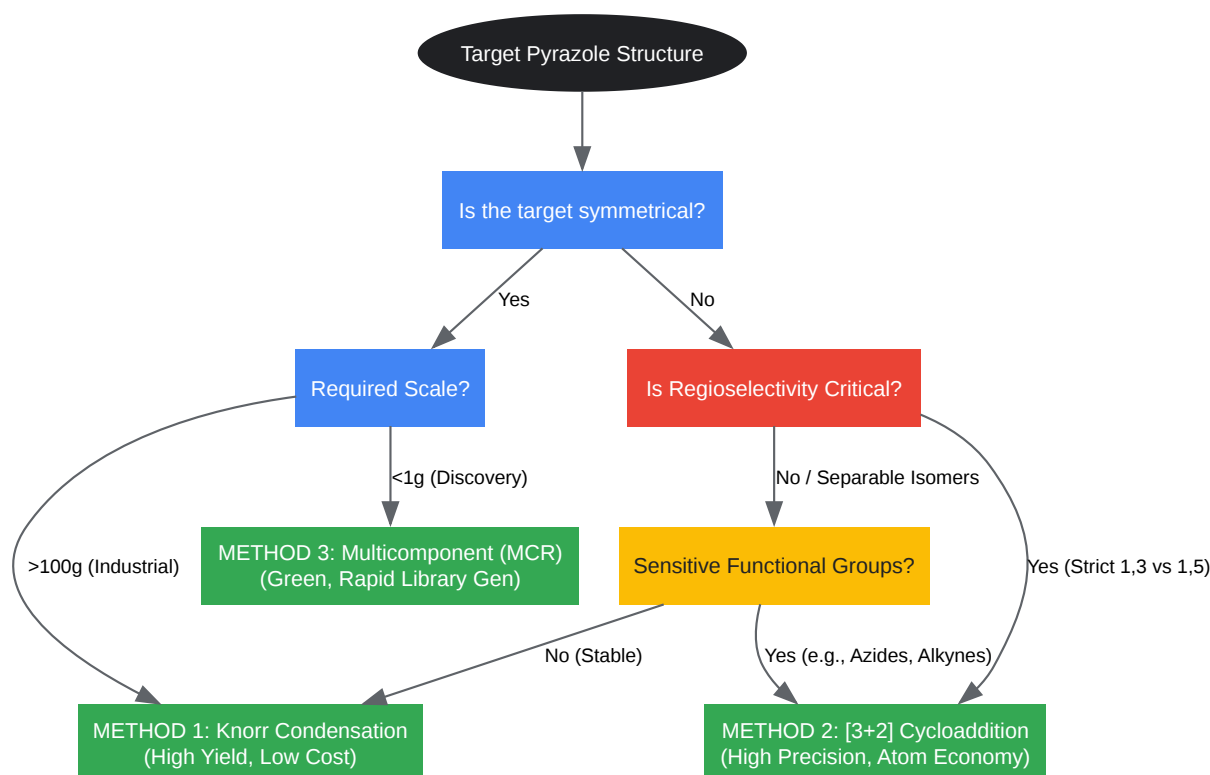 Target Pyrazole Structure
Is the target symmetrical?
Yes
No
Required Scale?
Is Regioselectivity Critical?
<1g (Discovery)
No / Separable Isomers
METHOD 3: Multicomponent (MCR)
(Green, Rapid Library Gen)
Sensitive Functional Groups?
>100g (Industrial)
Yes (Strict 1,3 vs 1,5)
No (Stable)
Yes (e.g., Azides, Alkynes)
METHOD 1: Knorr Condensation
(High Yield, Low Cost)
METHOD 2: [3+2] Cycloaddition
(High Precision, Atom Economy)